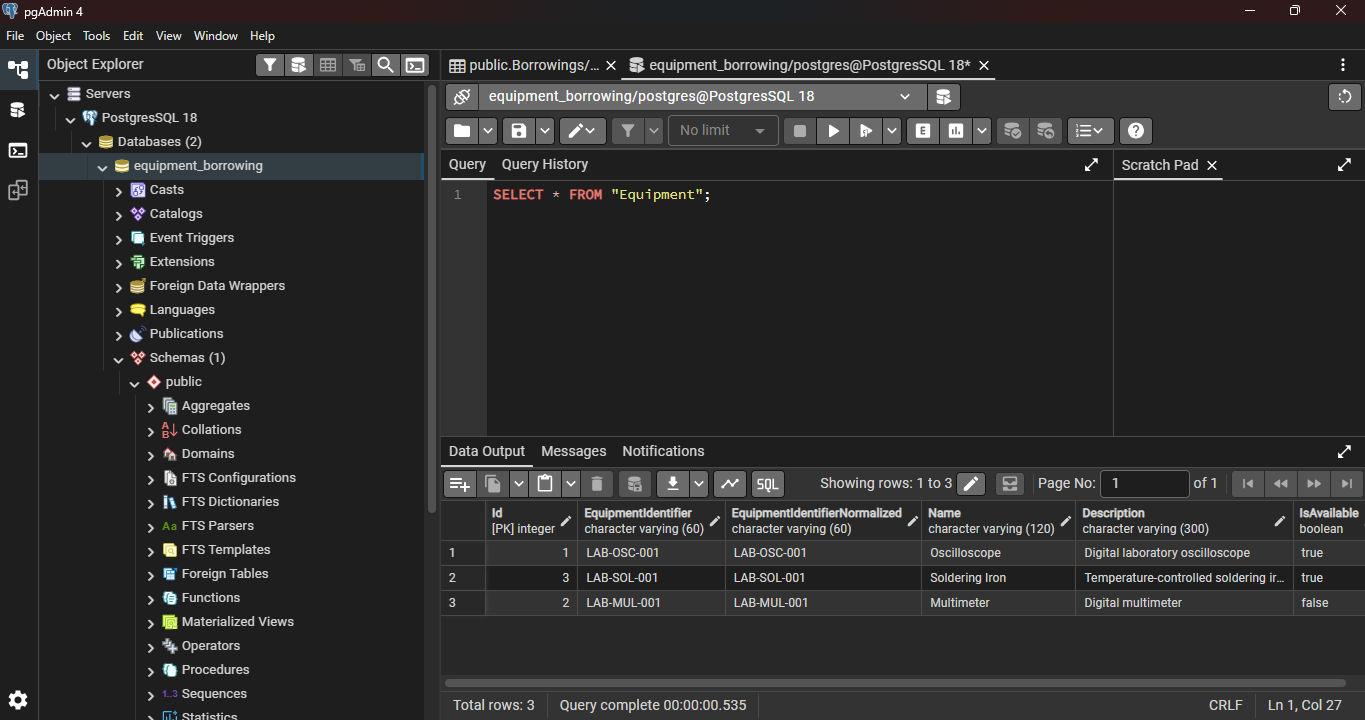 pgAdmin 4
File Object Tools Edit View Window Help
Object Explorer
public.Borrowings/... equipment_borrowing/postgres@PostgresSQL 18*
Servers
PostgresSQL 18
Databases (2)
equipment_borrowing
Casts
Catalogs
Event Triggers
Extensions
Foreign Data Wrappers
Languages
Publications
Schemas (1)
public
Aggregates
Collations
Domains
FTS Configurations
FTS Dictionaries
Aa FTS Parsers
FTS Templates
Foreign Tables
Functions
Materialized Views
Operators
Procedures
1..3 Sequences
Statistics
equipment_borrowing/postgres@PostgresSQL 18
No limit
E
Query Query History
Scratch Pad
1 SELECT * FROM "Equipment";
Data Output Messages Notifications
SQL Showing rows: 1 to 3 Page No: 1 of 1
Id EquipmentIdentifier EquipmentIdentifierNormalized Name Description IsAvailable
[PK] integer character varying (60) character varying (60) character varying (120) character varying (300) boolean
1 1 LAB-OSC-001 LAB-OSC-001 Oscilloscope Digital laboratory oscilloscope true
2 3 LAB-SOL-001 LAB-SOL-001 Soldering Iron Temperature-controlled soldering ir... true
3 2 LAB-MUL-001 LAB-MUL-001 Multimeter Digital multimeter false
Total rows: 3 Query complete 00:00:00.535 CRLF Ln 1, Col 27